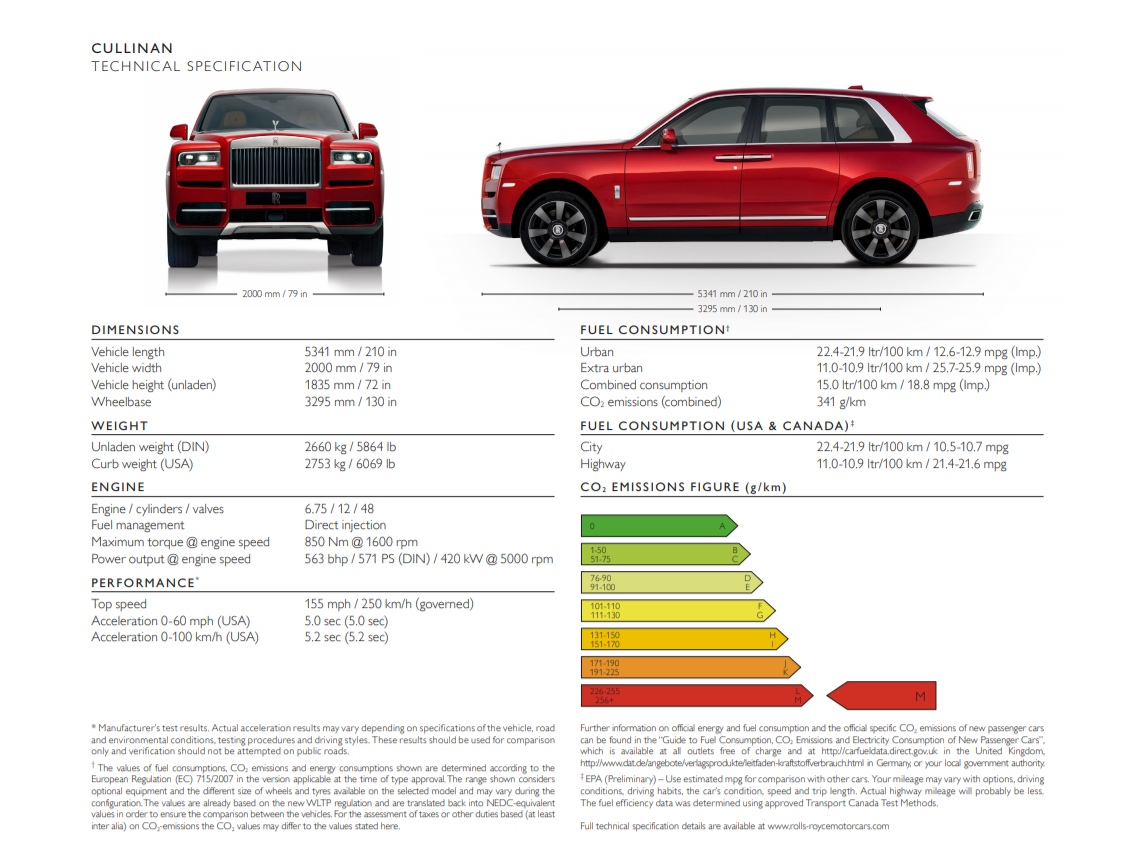 CULLINAN
TECHNICAL SPECIFICATION
2000 mm / 79 in
5341 mm / 210 in
3295 mm / 130 in
DIMENSIONS
Vehicle length 5341 mm / 210 in
Vehicle width 2000 mm / 79 in
Vehicle height (unladen) 1835 mm / 72 in
Wheelbase 3295 mm / 130 in
WEIGHT
Unladen weight (DIN) 2660 kg / 5864 lb
Curb weight (USA) 2753 kg / 6069 lb
ENGINE
Engine / cylinders / valves 6.75 / 12 / 48
Fuel management Direct injection
Maximum torque @ engine speed 850 Nm @ 1600 rpm
Power output @ engine speed 563 bhp / 571 PS (DIN) / 420 kW @ 5000 rpm
PERFORMANCE*
Top speed 155 mph / 250 km/h (governed)
Acceleration 0-60 mph (USA) 5.0 sec (5.0 sec)
Acceleration 0-100 km/h (USA) 5.2 sec (5.2 sec)
FUEL CONSUMPTION†
Urban 22.4-21.9 ltr/100 km / 12.6-12.9 mpg (Imp.)
Extra urban 11.0-10.9 ltr/100 km / 25.7-25.9 mpg (Imp.)
Combined consumption 15.0 ltr/100 km / 18.8 mpg (Imp.)
CO₂ emissions (combined) 341 g/km
FUEL CONSUMPTION (USA & CANADA)‡
City 22.4-21.9 ltr/100 km / 10.5-10.7 mpg
Highway 11.0-10.9 ltr/100 km / 21.4-21.6 mpg
CO₂ EMISSIONS FIGURE (g/km)
0 A
1-50 B
51-75 C
76-90 D
91-100 E
101-110 F
111-130 G
131-150 H
151-170 I
171-190 J
191-225 K
226-255 L
256+ M
M
* Manufacturer's test results. Actual acceleration results may vary depending on specifications of the vehicle, road
and environmental conditions, testing procedures and driving styles. These results should be used for comparison
only and verification should not be attempted on public roads.
† The values of fuel consumptions, CO₂ emissions and energy consumptions shown are determined according to the
European Regulation (EC) 715/2007 in the version applicable at the time of type approval. The range shown considers
optional equipment and the different size of wheels and tyres available on the selected model and may vary during the
configuration. The values are already based on the new WLTP regulation and are translated back into NEDC-equivalent
values in order to ensure the comparison between the vehicles. For the assessment of taxes or other duties based (at least
inter alia) on CO₂-emissions the CO₂ values may differ to the values stated here.
Further information on official energy and fuel consumption and the official specific CO₂ emissions of new passenger cars
can be found in the "Guide to Fuel Consumption, CO₂ Emissions and Electricity Consumption of New Passenger Cars",
which is available at all outlets free of charge and at http://carfueldata.direct.gov.uk in the United Kingdom,
http://www.dat.de/angebote/verlagsprodukte/leitfaden-kraftstoffverbrauch.html in Germany, or your local government authority.
‡ EPA (Preliminary) – Use estimated mpg for comparison with other cars. Your mileage may vary with options, driving
conditions, driving habits, the car's condition, speed and trip length. Actual highway mileage will probably be less.
The fuel efficiency data was determined using approved Transport Canada Test Methods.
Full technical specification details are available at www.rolls-roycemotorcars.com